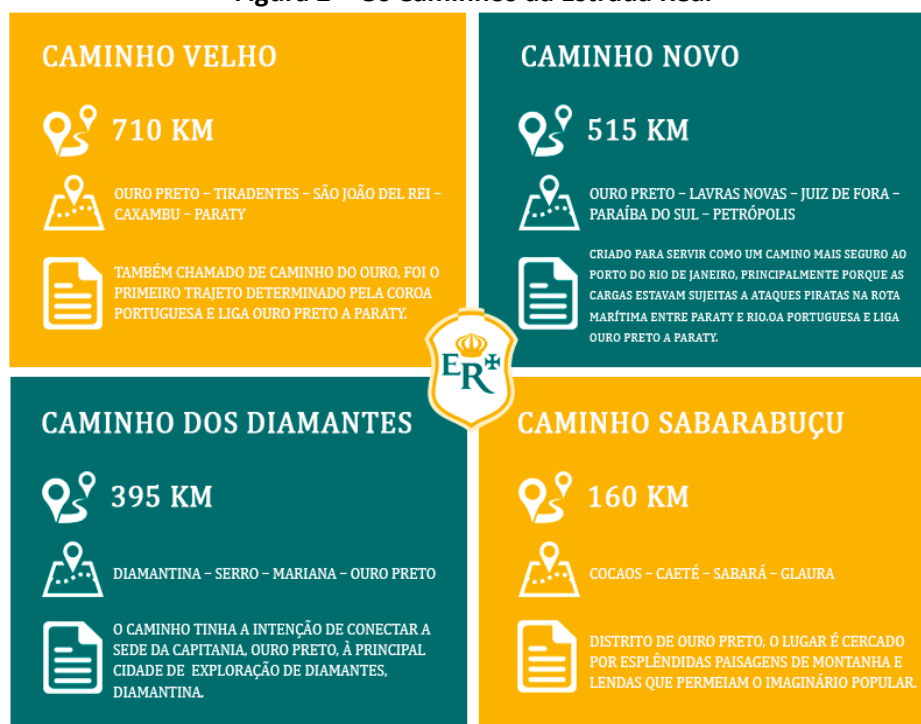 CAMINHO VELHO
710 KM
OURO PRETO – TIRADENTES – SÃO JOÃO DEL REI –
CAXAMBU – PARATY
TAMBÉM CHAMADO DE CAMINHO DO OURO, FOI O
PRIMEIRO TRAJETO DETERMINADO PELA COROA
PORTUGUESA E LIGA OURO PRETO A PARATY.
CAMINHO NOVO
515 KM
OURO PRETO – LAVRAS NOVAS – JUIZ DE FORA –
PARAÍBA DO SUL – PETRÓPOLIS
CRIADO PARA SERVIR COMO UM CAMINO MAIS SEGURO AO
PORTO DO RIO DE JANEIRO, PRINCIPALMENTE PORQUE AS
CARGAS ESTAVAM SUJEITAS A ATAQUES PIRATAS NA ROTA
MARÍTIMA ENTRE PARATY E RIO.OA PORTUGUESA E LIGA
OURO PRETO A PARATY.
ER
CAMINHO DOS DIAMANTES
395 KM
DIAMANTINA – SERRO – MARIANA – OURO PRETO
O CAMINHO TINHA A INTENÇÃO DE CONECTAR A
SEDE DA CAPITANIA, OURO PRETO, À PRINCIPAL
CIDADE DE EXPLORAÇÃO DE DIAMANTES,
DIAMANTINA.
CAMINHO SABARABUÇU
160 KM
COCAOS – CAETÉ – SABARÁ – GLAURA
DISTRITO DE OURO PRETO, O LUGAR É CERCADO
POR ESPLÊNDIDAS PAISAGENS DE MONTANHA E
LENDAS QUE PERMEIAM O IMAGINÁRIO POPULAR.